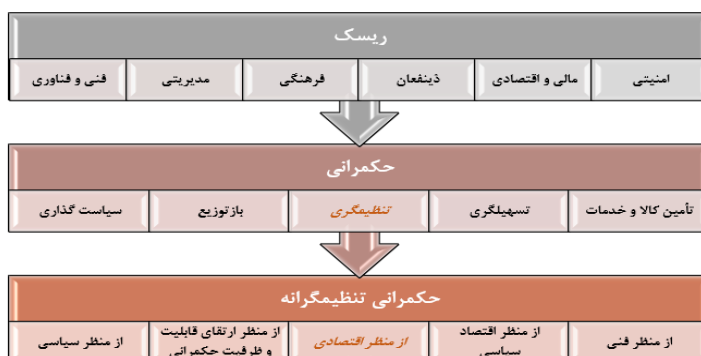 ریسک
امنیتی
مالی و اقتصادی
ذینفعان
فرهنگی
مدیریتی
فنی و فناوری
حکمرانی
تأمین کالا و خدمات
تسهیلگری
تنظیمگری
بازتوزیع
سیاست گذاری
حکمرانی تنظیمگرانه
از منظر فنی
از منظر اقتصاد
سیاسی
از منظر اقتصادی
از منظر ارتقای قابلیت
و ظرفیت حکمرانی
از منظر سیاسی